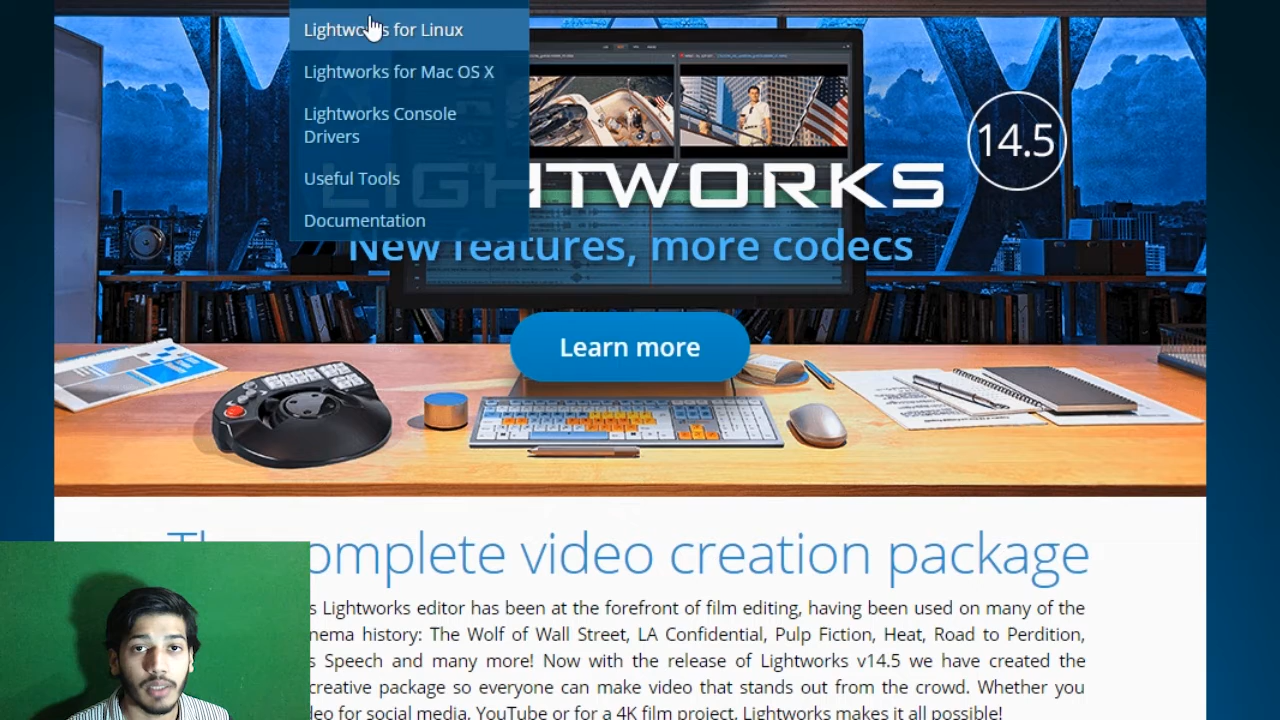 Lightworks for Linux
Lightworks for Mac OS X
Lightworks Console
Drivers
Useful Tools
Documentation
14.5
LIGHTWORKS
New features, more codecs
Learn more
The complete video creation package
s Lightworks editor has been at the forefront of film editing, having been used on many of the
nema history: The Wolf of Wall Street, LA Confidential, Pulp Fiction, Heat, Road to Perdition,
s Speech and many more! Now with the release of Lightworks v14.5 we have created the
creative package so everyone can make video that stands out from the crowd. Whether you
leo for social media, YouTube or for a 4K film project, Lightworks makes it all possible!